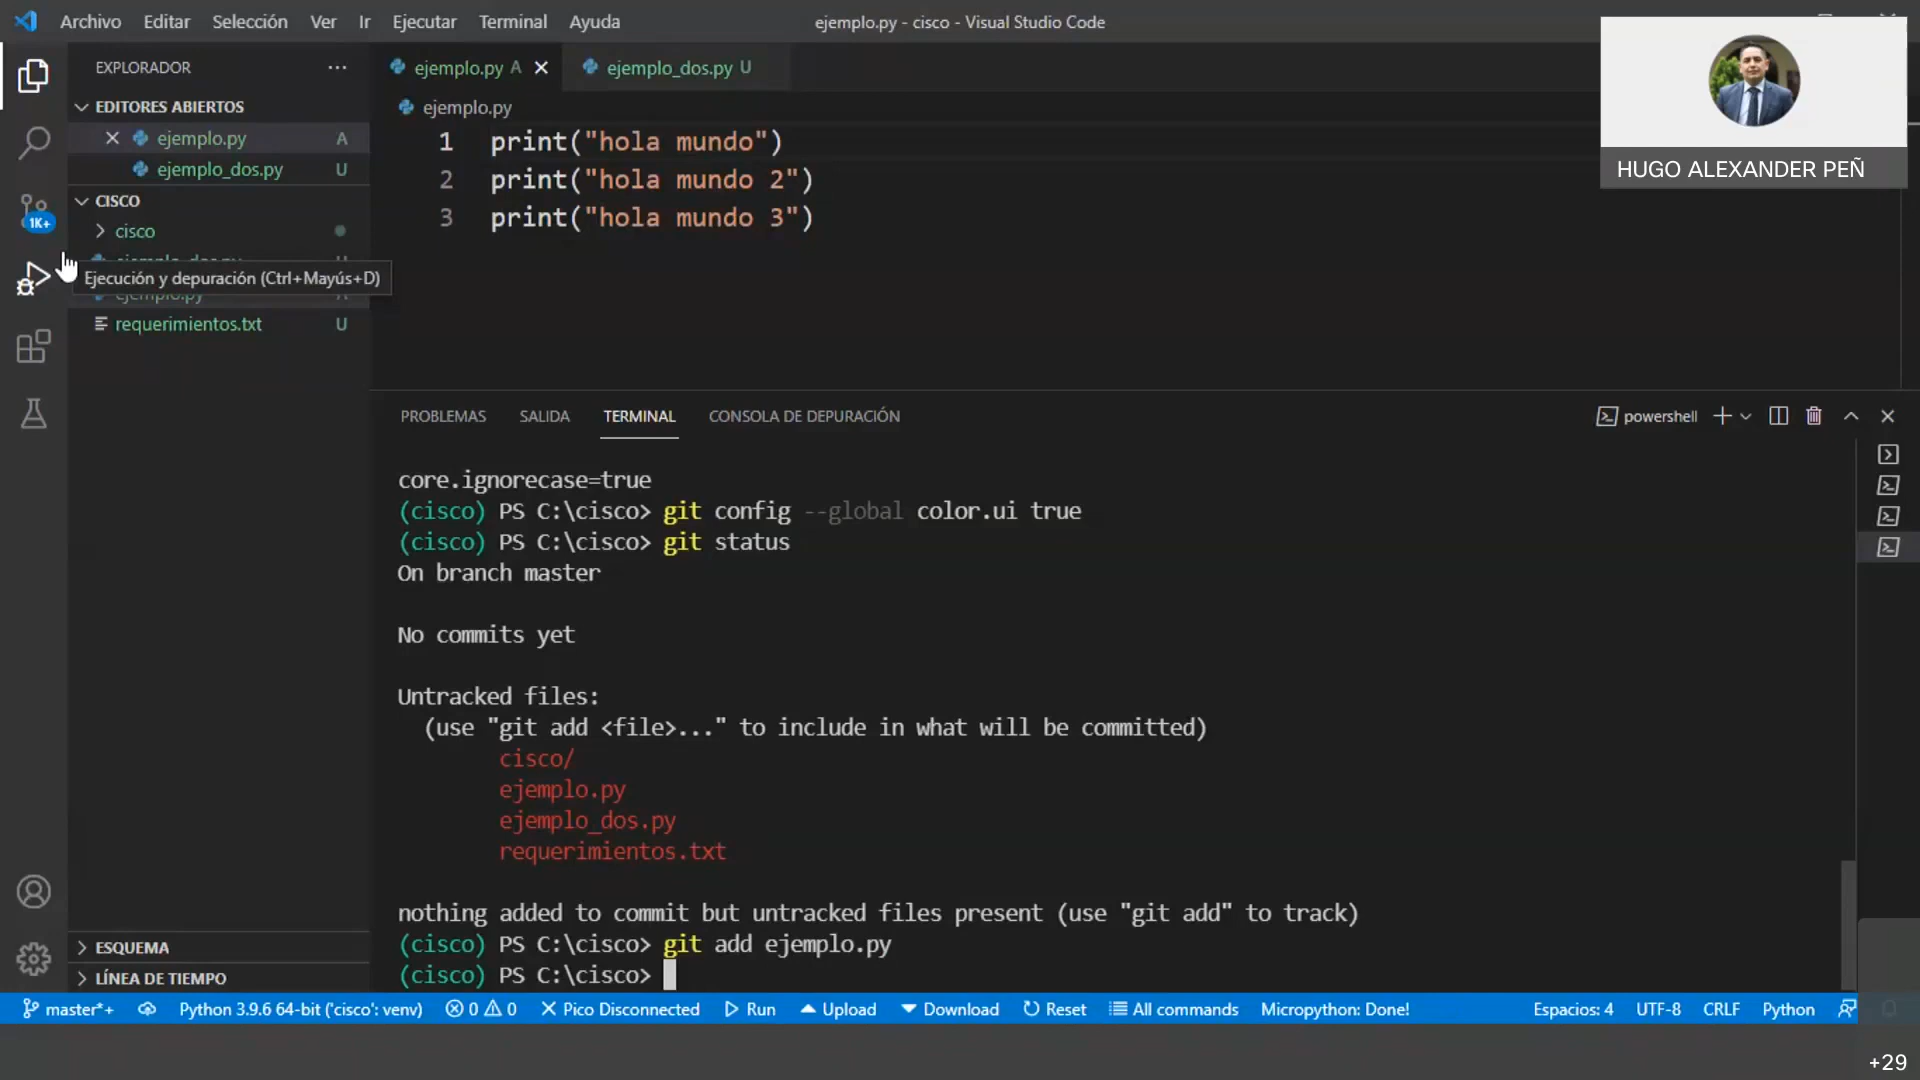 Archivo Editar Selección Ver Ir Ejecutar Terminal Ayuda
ejemplo.py - cisco - Visual Studio Code
HUGO ALEXANDER PEÑ
EXPLORADOR
EDITORES ABIERTOS
ejemplo.py A
ejemplo_dos.py U
CISCO
cisco
ejemplo_dos.py U
ejemplo.py A
requerimientos.txt U
1K+
Ejecución y depuración (Ctrl+Mayús+D)
ESQUEMA
LÍNEA DE TIEMPO
ejemplo.py A
ejemplo_dos.py U
ejemplo.py
1 print("hola mundo")
2 print("hola mundo 2")
3 print("hola mundo 3")
PROBLEMAS SALIDA TERMINAL CONSOLA DE DEPURACIÓN
powershell
core.ignorecase=true
(cisco) PS C:\cisco> git config --global color.ui true
(cisco) PS C:\cisco> git status
On branch master
No commits yet
Untracked files:
(use "git add <file>..." to include in what will be committed)
cisco/
ejemplo.py
ejemplo_dos.py
requerimientos.txt
nothing added to commit but untracked files present (use "git add" to track)
(cisco) PS C:\cisco> git add ejemplo.py
(cisco) PS C:\cisco>
master*+ Python 3.9.6 64-bit ('cisco': venv) 0 0 Pico Disconnected Run Upload Download Reset All commands Micropython: Done! Espacios: 4 UTF-8 CRLF Python
+29